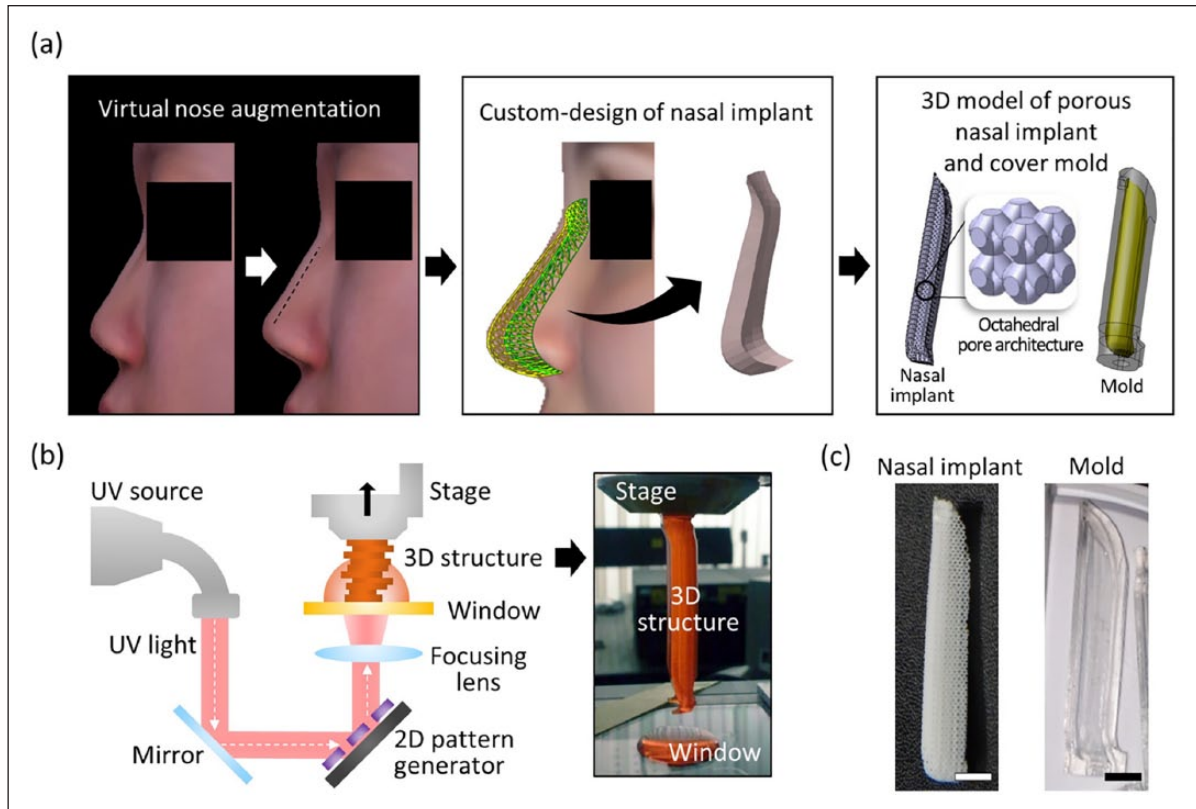 (a)
Virtual nose augmentation
Custom-design of nasal implant
3D model of porous
nasal implant
and cover mold
Octahedral
pore architecture
Nasal
implant
Mold
(b)
UV source
Stage
3D structure
Window
UV light
Focusing
lens
Mirror
2D pattern
generator
Stage
3D
structure
Window
(c)
Nasal implant
Mold